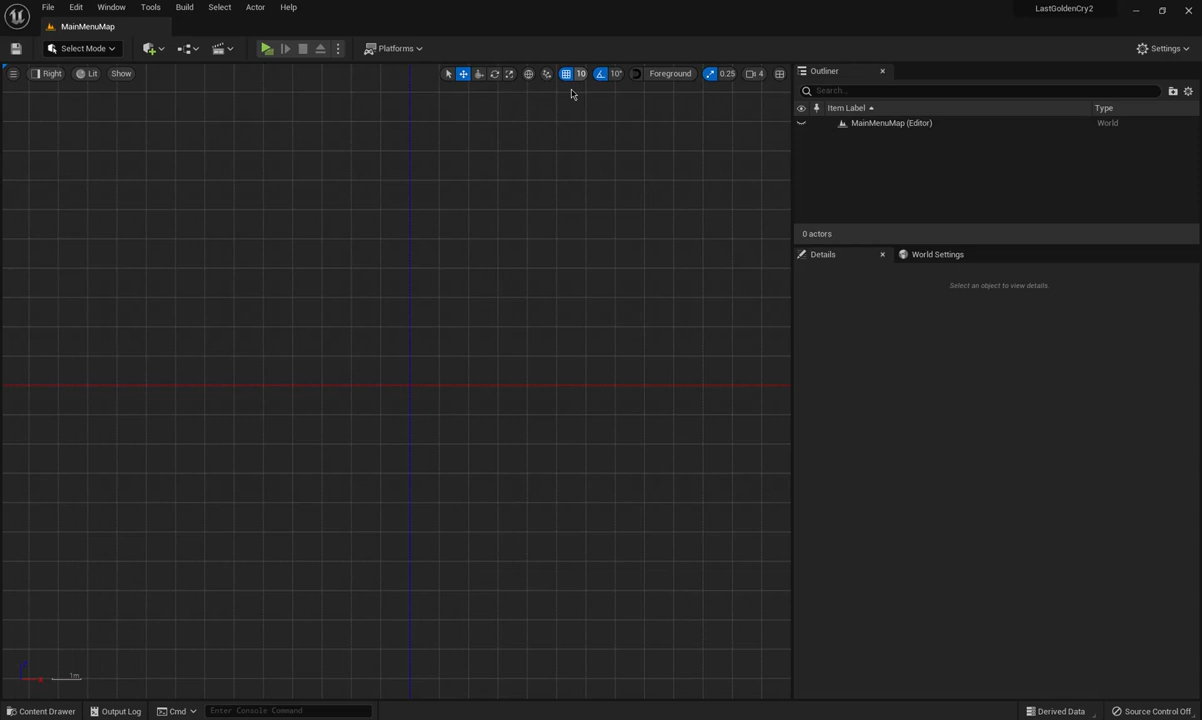 File Edit Window Tools Build Select Actor Help
LastGoldenCry2
MainMenuMap
Select Mode
Platforms
Settings
Right Lit Show
10 10° Foreground 0.25 4
Outliner
Search...
Item Label Type
MainMenuMap (Editor) World
0 actors
Details World Settings
Select an object to view details.
1m
Content Drawer Output Log Cmd Enter Console Command Derived Data Source Control Off